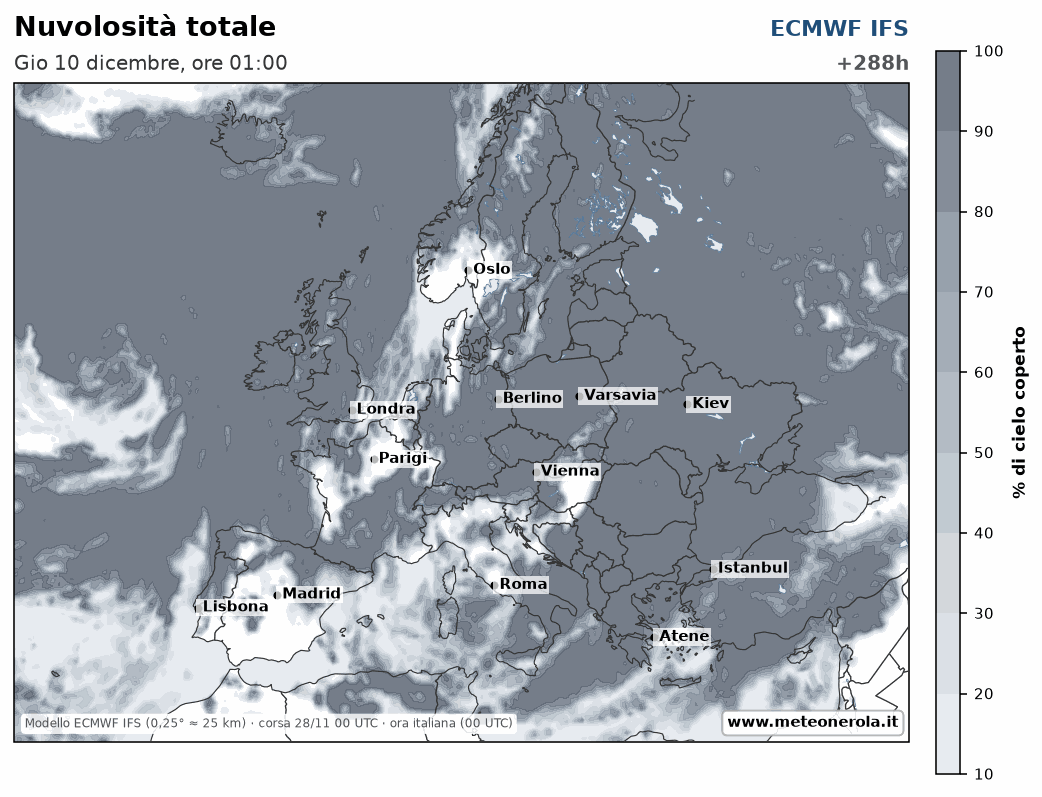 Nuvolosità totale
ECMWF IFS
Gio 10 dicembre, ore 01:00
+288h
100
90
80
70
60
50
40
30
20
10
% di cielo coperto
Oslo
Londra
Berlino
Varsavia
Kiev
Parigi
Vienna
Istanbul
Roma
Madrid
Lisbona
Atene
Modello ECMWF IFS (0,25° ≈ 25 km) · corsa 28/11 00 UTC · ora italiana (00 UTC)
www.meteonerola.it